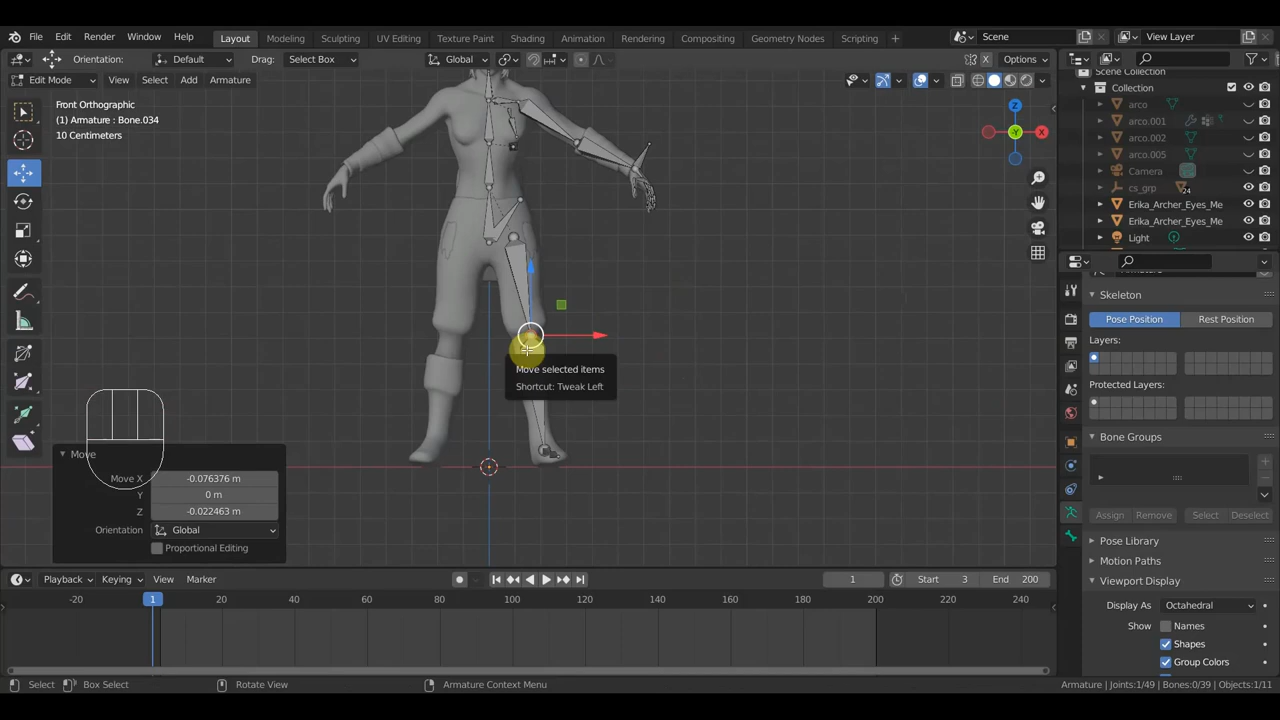 File Edit Render Window Help Layout Modeling Sculpting UV Editing Texture Paint Shading Animation Rendering Compositing Geometry Nodes Scripting + Scene View Layer
Orientation: Default Drag: Select Box Global Options
Edit Mode View Select Add Armature
Front Orthographic
(1) Armature : Bone.034
10 Centimeters
Z
X
-Y
Scene Collection
Collection
arco
arco.001
arco.002
arco.005
Camera
cs_grp 24
Erika_Archer_Eyes_Me
Erika_Archer_Eyes_Me
Light
Skeleton
Pose Position Rest Position
Layers:
Protected Layers:
Bone Groups
Assign Remove Select Deselect
Pose Library
Motion Paths
Viewport Display
Display As Octahedral
Show Names
Shapes
Group Colors
Move selected items
Shortcut: Tweak Left
Move
Move X -0.076376 m
Y 0 m
Z -0.022463 m
Orientation Global
Proportional Editing
Playback Keying View Marker 1 Start 3 End 200
-20 1 20 40 60 80 100 120 140 160 180 200 220 240
Select Box Select Rotate View Armature Context Menu Armature | Joints:1/49 | Bones:0/39 | Objects:1/11